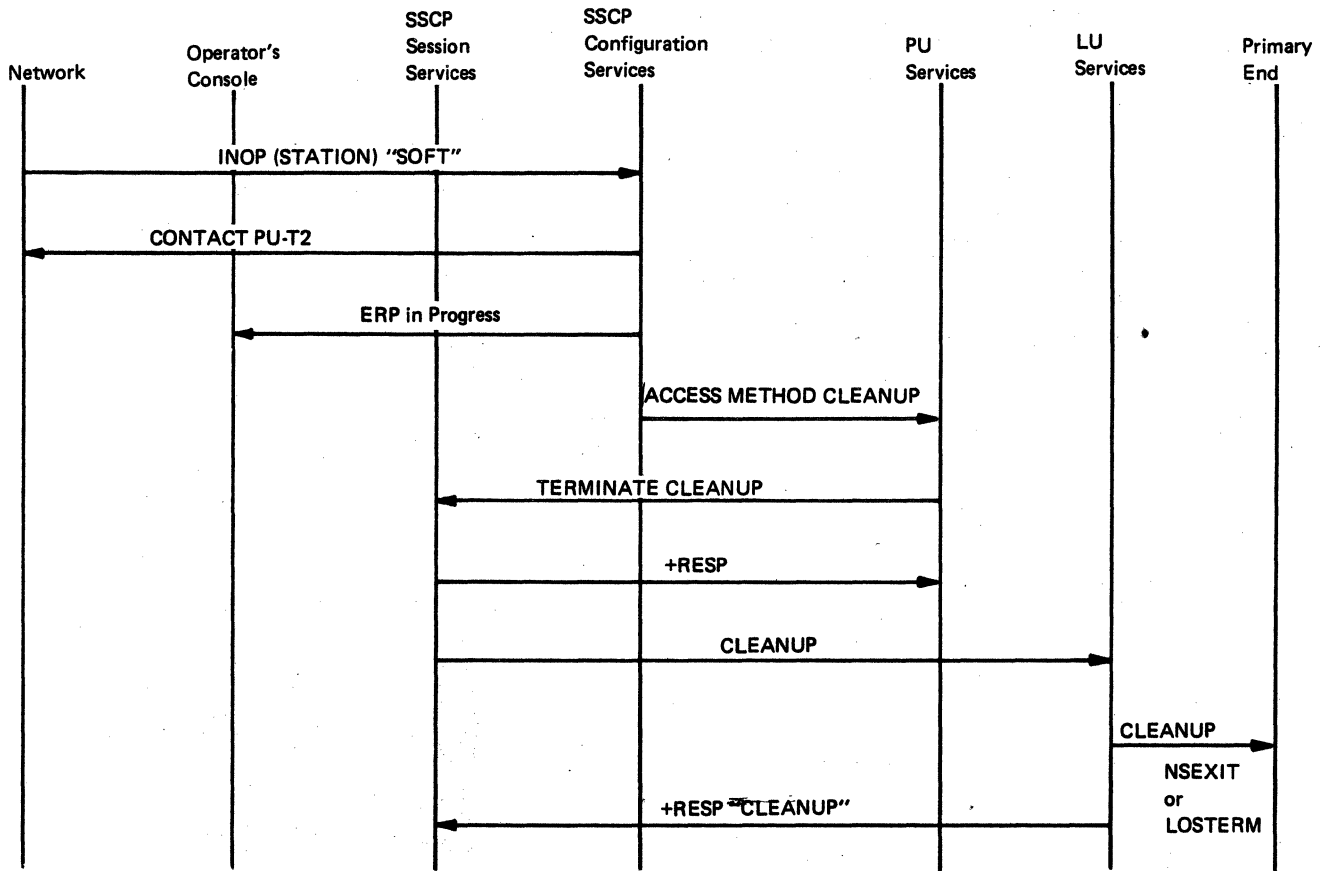 Network
Operator's
Console
SSCP
Session
Services
SSCP
Configuration
Services
PU
Services
LU
Services
Primary
End
INOP (STATION) "SOFT"
CONTACT PU-T2
ERP in Progress
ACCESS METHOD CLEANUP
TERMINATE CLEANUP
+RESP
CLEANUP
CLEANUP
NSEXIT
or
LOSTERM
+RESP "CLEANUP"